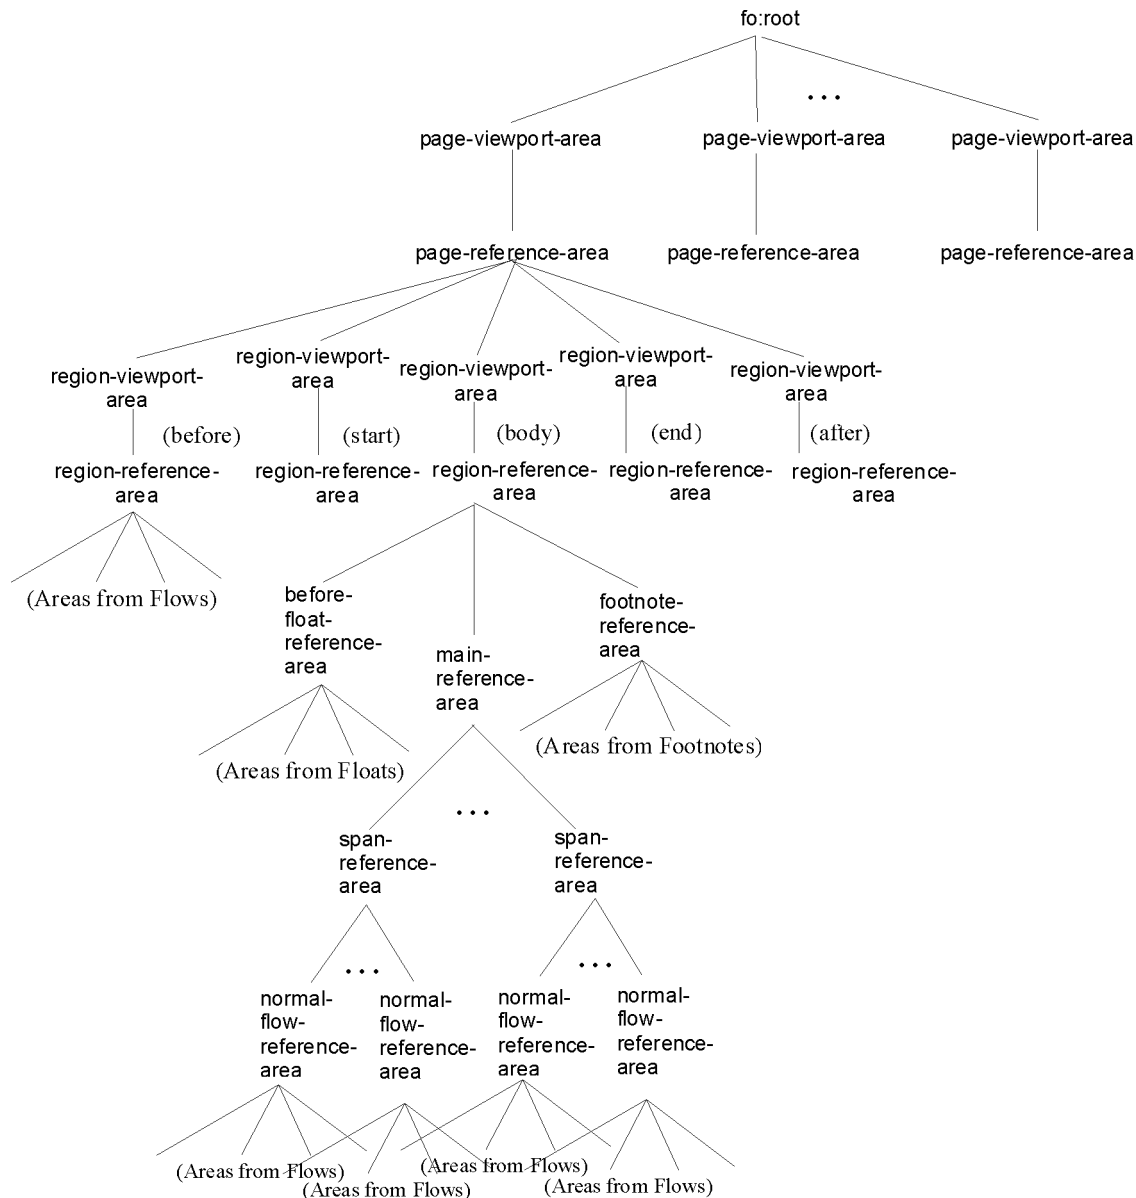 fo:root
...
page-viewport-area
page-viewport-area
page-viewport-area
page-reference-area
page-reference-area
page-reference-area
region-viewport-
area
region-viewport-
area
region-viewport-
area
region-viewport-
area
region-viewport-
area
(before)
(start)
(body)
(end)
(after)
region-reference-
area
region-reference-
area
region-reference-
area
region-reference-
area
region-reference-
area
(Areas from Flows)
before-
float-
reference-
area
main-
reference-
area
footnote-
reference-
area
(Areas from Floats)
(Areas from Footnotes)
...
span-
reference-
area
span-
reference-
area
...
...
normal-
flow-
reference-
area
normal-
flow-
reference-
area
normal-
flow-
reference-
area
normal-
flow-
reference-
area
(Areas from Flows)
(Areas from Flows)
(Areas from Flows)
(Areas from Flows)